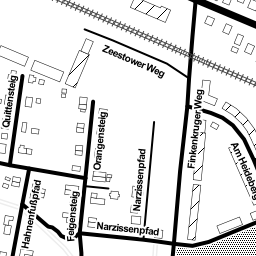 Zeestower Weg
Quittensteig
Orangensteig
Finkenkruger Weg
Am Heideberg
Narzissenpfad
Hahnenfußpfad
Feigensteig
Narzissenpfad